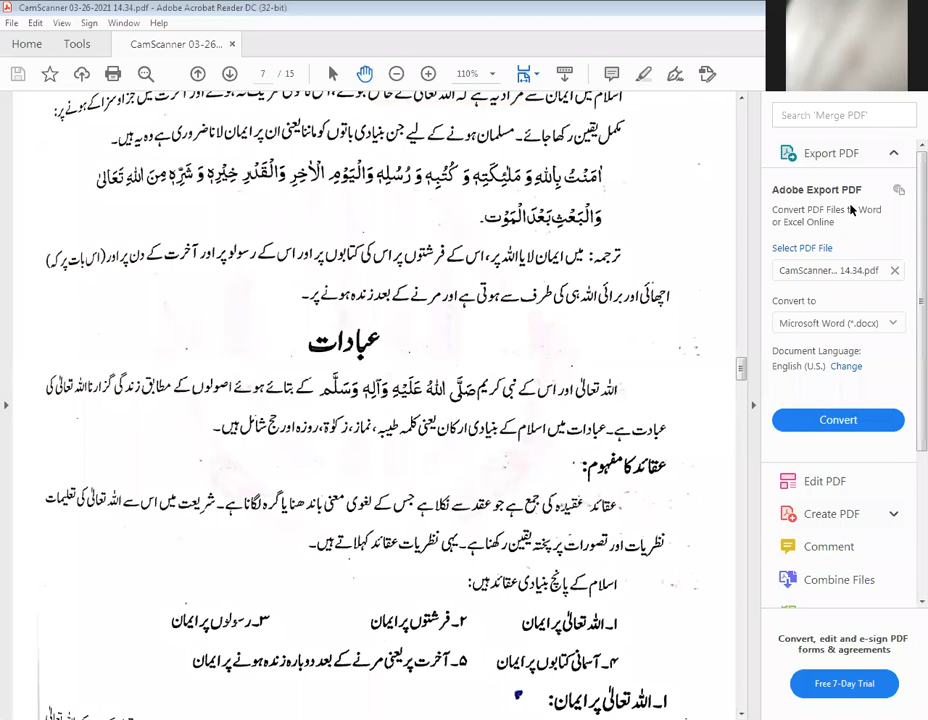 CamScanner 03-26-2021 14.34.pdf - Adobe Acrobat Reader DC (32-bit)
File Edit View Sign Window Help
Home Tools CamScanner 03-26... ×
7 / 15 110%
اسلام میں ایمان سے مراد یہ ہے کہ اللہ تعالیٰ کے اور آخرت میں جزا و سزا کے ہونے پر:
مکمل یقین رکھا جائے۔ مسلمان ہونے کے لیے جن بنیادی باتوں کو ماننا یعنی ان پر ایمان لانا ضروری ہے وہ یہ ہیں۔
اٰمَنْتُ بِاللّٰهِ وَ مَلٰٓئِكَتِهٖ وَ كُتُبِهٖ وَ رُسُلِهٖ وَالْيَوْمِ الْاٰخِرِ وَالْقَدْرِ خَيْرِهٖ وَ شَرِّهٖ مِنَ اللّٰهِ تَعَالٰى
وَالْبَعْثِ بَعْدَ الْمَوْت۔
ترجمہ: میں ایمان لایا اللہ پر، اس کے فرشتوں پر اس کی کتابوں پر اور اس کے رسولو پر اور آخرت کے دن پر اور (اس بات پر کہ)
اچھائی اور برائی اللہ ہی کی طرف سے ہوتی ہے اور مرنے کے بعد زندہ ہونے پر۔
عبادات
اللہ تعالیٰ اور اس کے نبی کریم صَلَّى اللهُ عَلَيْهِ وَآلِهٖ وَسَلَّم کے بتائے ہوئے اصولوں کے مطابق زندگی گزارنا اللہ تعالیٰ کی
عبادت ہے۔ عبادات میں اسلام کے بنیادی ارکان یعنی کلمہ طیبہ، نماز، زکوٰۃ، روزہ اور حج شامل ہیں۔
عقائد کا مفہوم:
عقائد عقیدہ کی جمع ہے جو عقد سے نکلا ہے جس کے لغوی معنی باندھنا یا گرہ لگانا ہے۔ شریعت میں اس سے اللہ تعالیٰ کی تعلیمات
نظریات اور تصورات پر پختہ یقین رکھنا ہے۔ یہی نظریات عقائد کہلاتے ہیں۔
اسلام کے پانچ بنیادی عقائد ہیں:
۱۔ اللہ تعالیٰ پر ایمان ۲۔ فرشتوں پر ایمان ۳۔ رسولوں پر ایمان
۴۔ آسمانی کتابوں پر ایمان ۵۔ آخرت پر یعنی مرنے کے بعد دوبارہ زندہ ہونے پر ایمان
۱۔ اللہ تعالیٰ پر ایمان:
Search 'Merge PDF'
Export PDF
Adobe Export PDF
Convert PDF Files to Word
or Excel Online
Select PDF File
CamScanner... 14.34.pdf ×
Convert to
Microsoft Word (*.docx)
Document Language:
English (U.S.) Change
Convert
Edit PDF
Create PDF
Comment
Combine Files
Convert, edit and e-sign PDF
forms & agreements
Free 7-Day Trial